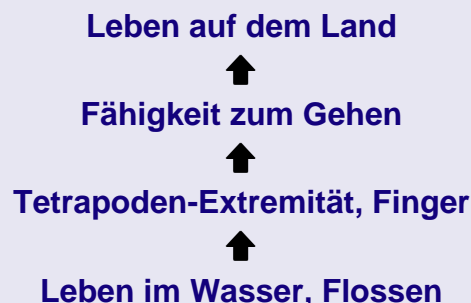 Leben auf dem Land
Fähigkeit zum Gehen
Tetrapoden-Extremität, Finger
Leben im Wasser, Flossen